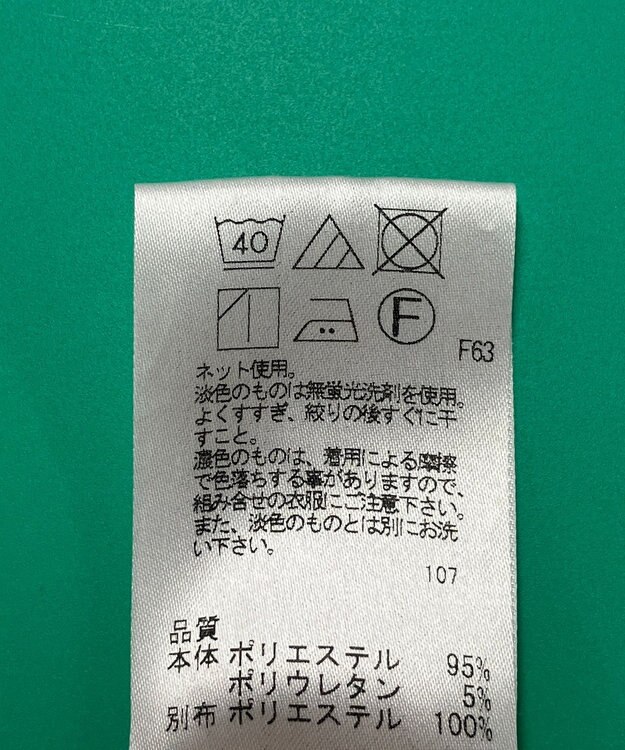 40
F
F63
ネット使用。
淡色のものは無蛍光洗剤を使用。
よくすすぎ、絞りの後すぐに干
すこと。
濃色のものは、着用による摩擦
で色落ちする事がありますので、
組み合せの衣服にご注意下さい。
また、淡色のものとは別にお洗
い下さい。
107
品質
本体 ポリエステル 95%
ポリウレタン 5%
別布 ポリエステル 100%